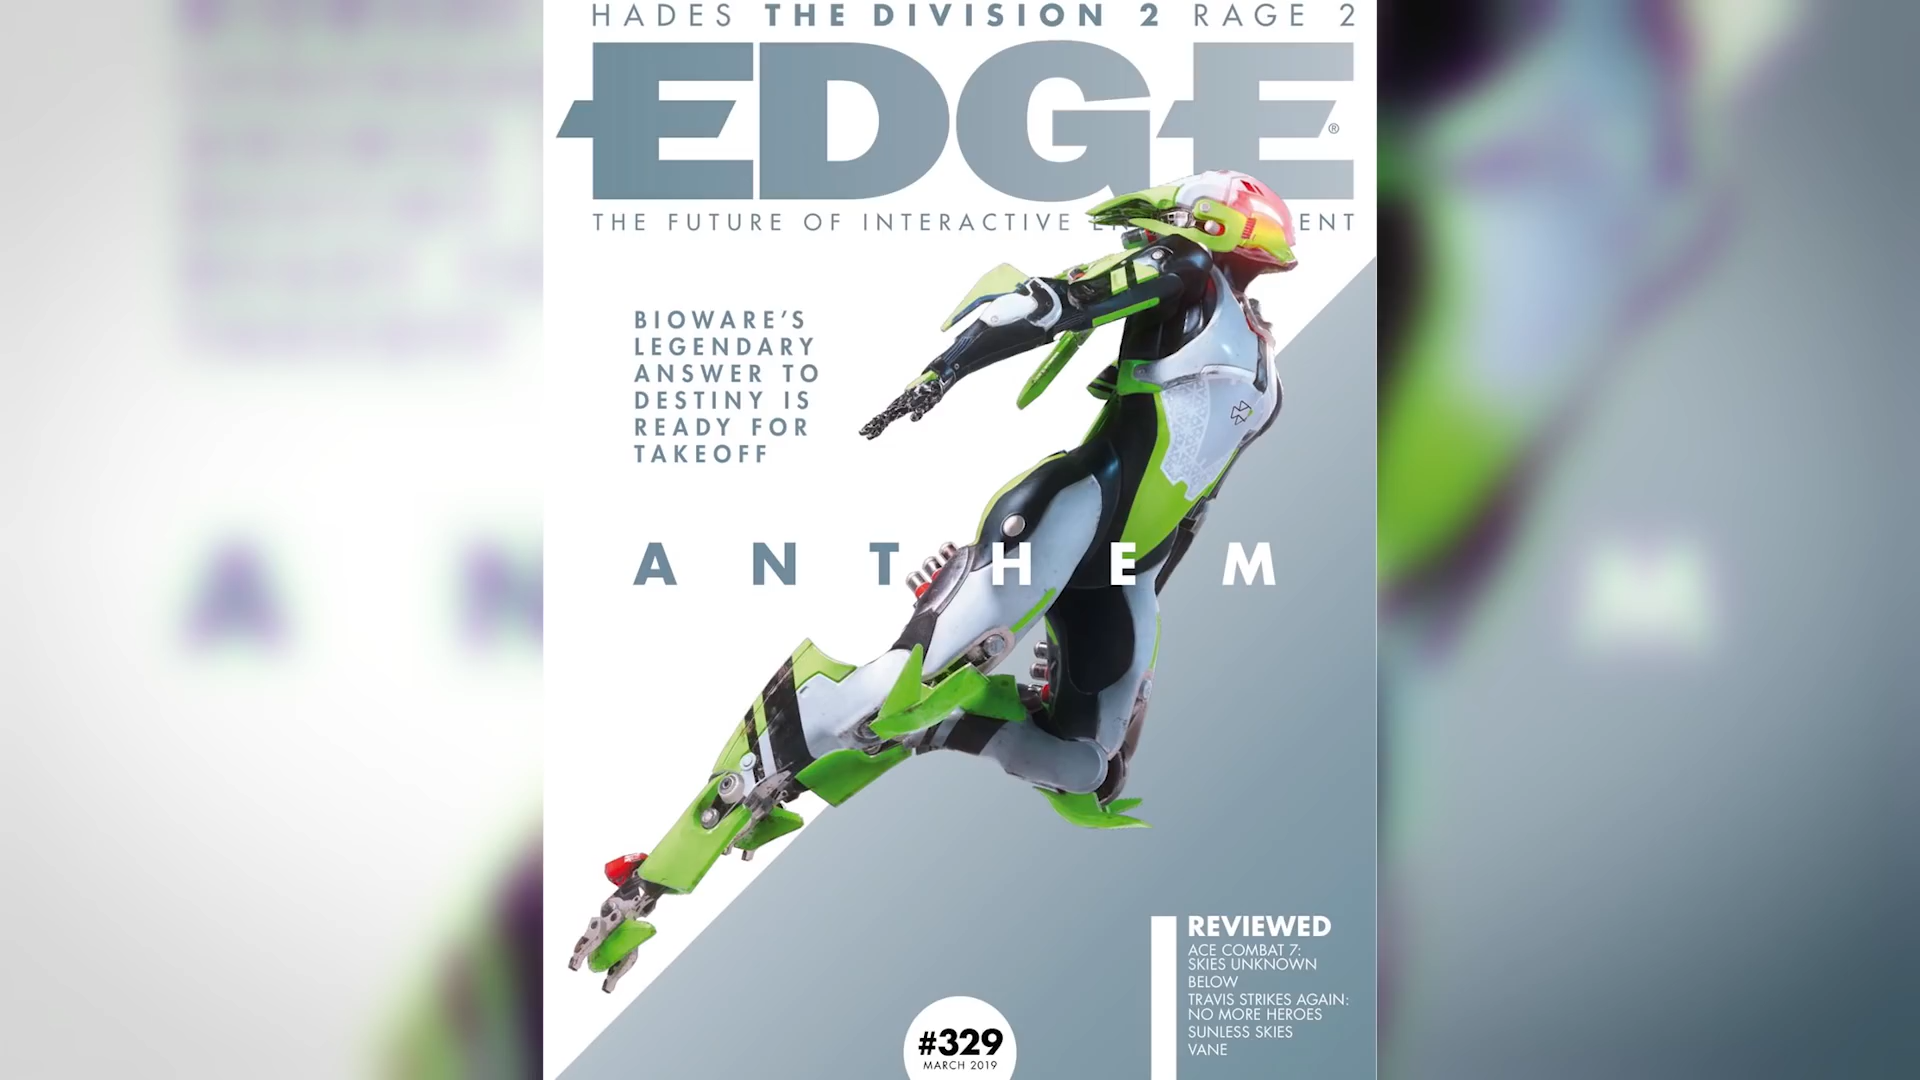 HADES THE DIVISION 2 RAGE 2
EDGE®
THE FUTURE OF INTERACTIVE
BIOWARE'S
LEGENDARY
ANSWER TO
DESTINY IS
READY FOR
TAKEOFF
ANTHEM
REVIEWED
ACE COMBAT 7:
SKIES UNKNOWN
BELOW
TRAVIS STRIKES AGAIN:
NO MORE HEROES
SUNLESS SKIES
VANE
#329
MARCH 2019